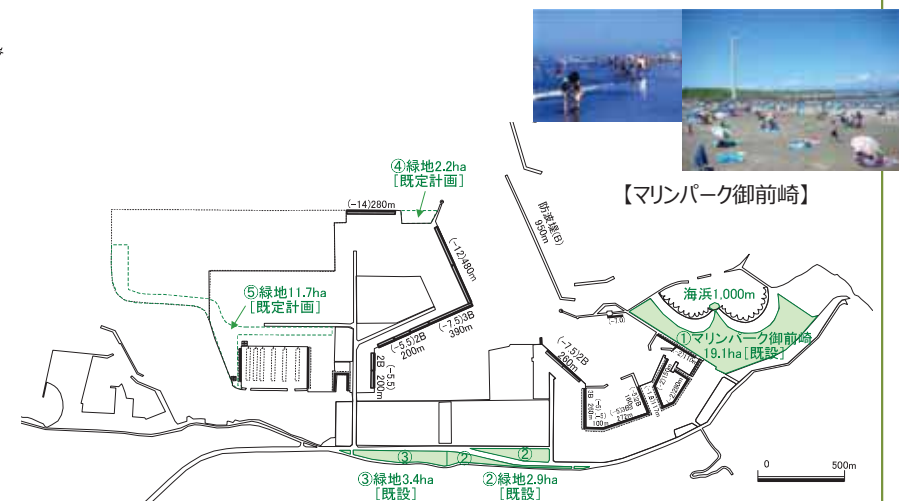 【マリンパーク御前崎】
④緑地2.2ha
[既定計画]
(-14)280m
防波堤(B)
950m
(-12)480m
海浜1,000m
⑤緑地11.7ha
[既定計画]
(-7.5)3B
390m
(-5.5)2B
200m
(-5.5)
2B 200m
(-7.5)2B
260m
①マリンパーク御前崎
19.1ha[既設]
③
②
②
③緑地3.4ha
[既設]
②緑地2.9ha
[既設]
0
500m